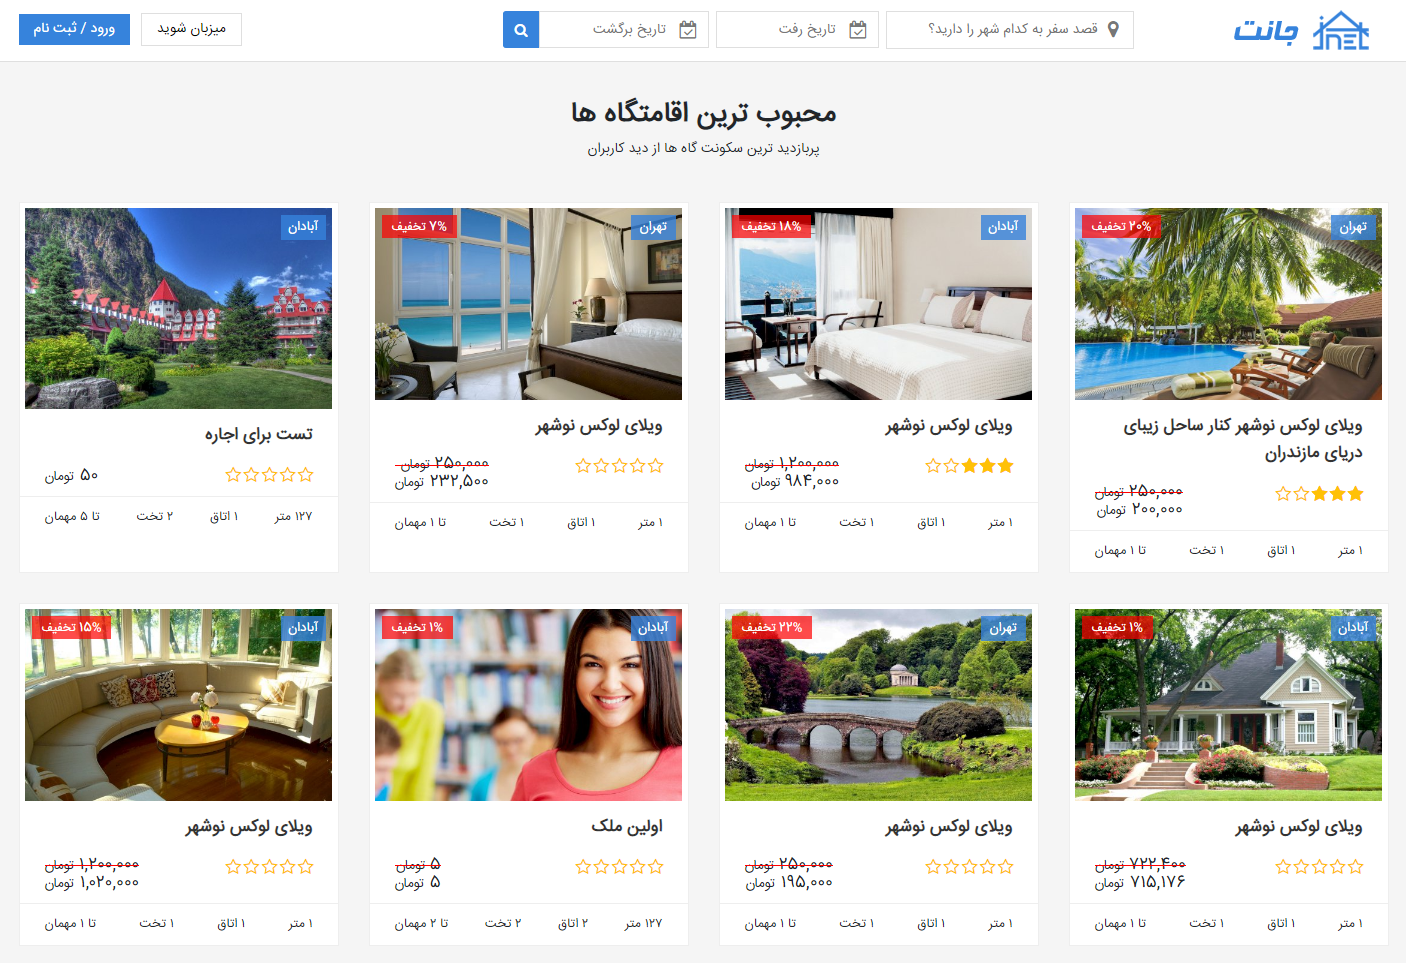 جانت
JNET
قصد سفر به کدام شهر را دارید؟
تاریخ رفت
تاریخ برگشت
میزبان شوید
ورود / ثبت نام
محبوب ترین اقامتگاه ها
پربازدید ترین سکونت گاه ها از دید کاربران
تهران
۲۰% تخفیف
ویلای لوکس نوشهر کنار ساحل زیبای
دریای مازندران
۲۵۰,۰۰۰ تومان
۲۰۰,۰۰۰ تومان
۱ متر ۱ اتاق ۱ تخت تا ۱ مهمان
آبادان
۱۸% تخفیف
ویلای لوکس نوشهر
۱,۲۰۰,۰۰۰ تومان
۹۸۴,۰۰۰ تومان
۱ متر ۱ اتاق ۱ تخت تا ۱ مهمان
تهران
۷% تخفیف
ویلای لوکس نوشهر
۲۵۰,۰۰۰ تومان
۲۳۲,۵۰۰ تومان
۱ متر ۱ اتاق ۱ تخت تا ۱ مهمان
آبادان
تست برای اجاره
۵۰ تومان
۱۲۷ متر ۱ اتاق ۲ تخت تا ۵ مهمان
آبادان
۱% تخفیف
ویلای لوکس نوشهر
۷۲۲,۴۰۰ تومان
۷۱۵,۱۷۶ تومان
۱ متر ۱ اتاق ۱ تخت تا ۱ مهمان
تهران
۲۲% تخفیف
ویلای لوکس نوشهر
۲۵۰,۰۰۰ تومان
۱۹۵,۰۰۰ تومان
۱ متر ۱ اتاق ۱ تخت تا ۱ مهمان
آبادان
۱% تخفیف
اولین ملک
۵ تومان
۵ تومان
۱۲۷ متر ۲ اتاق ۲ تخت تا ۲ مهمان
آبادان
۱۵% تخفیف
ویلای لوکس نوشهر
۱,۲۰۰,۰۰۰ تومان
۱,۰۲۰,۰۰۰ تومان
۱ متر ۱ اتاق ۱ تخت تا ۱ مهمان